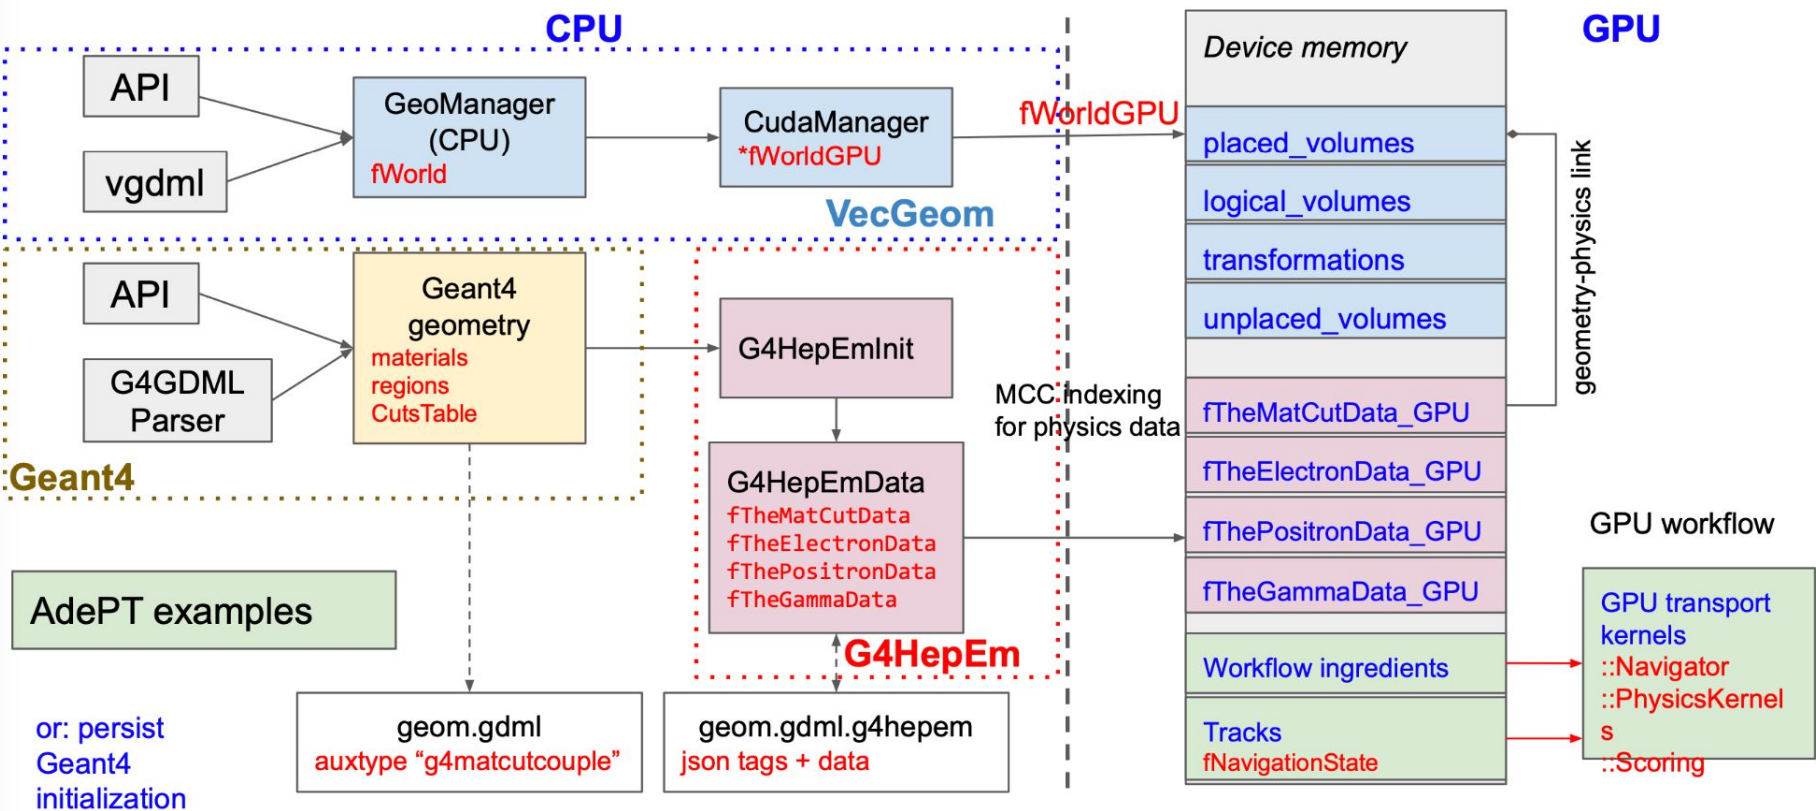 CPU
GPU
API
vgdml
GeoManager
(CPU)
fWorld
CudaManager
*fWorldGPU
fWorldGPU
VecGeom
API
G4GDML
Parser
Geant4
geometry
materials
regions
CutsTable
Geant4
G4HepEmInit
G4HepEmData
fTheMatCutData
fTheElectronData
fThePositronData
fTheGammaData
G4HepEm
MCC indexing
for physics data
AdePT examples
or: persist
Geant4
initialization
geom.gdml
auxtype “g4matcutcouple”
geom.gdml.g4hepem
json tags + data
Device memory
placed_volumes
logical_volumes
transformations
unplaced_volumes
fTheMatCutData_GPU
fTheElectronData_GPU
fThePositronData_GPU
fTheGammaData_GPU
Workflow ingredients
Tracks
fNavigationState
geometry-physics link
GPU workflow
GPU transport
kernels
::Navigator
::PhysicsKernel
s
::Scoring